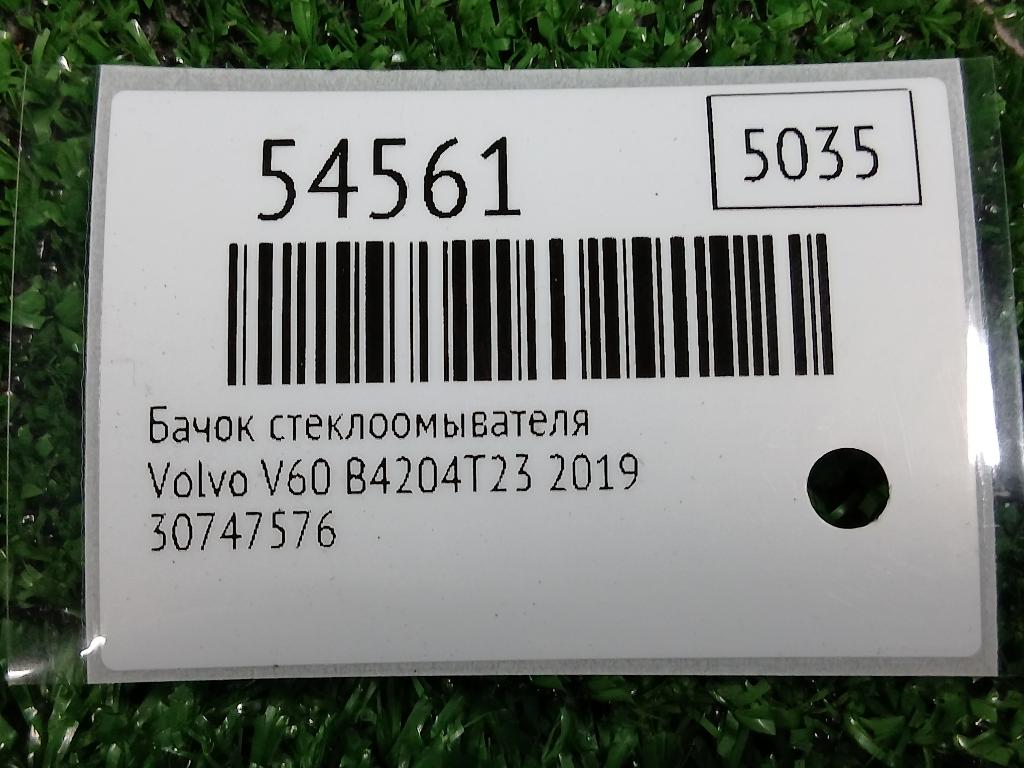 54561
5035
Бачок стеклоомывателя
Volvo V60 B4204T23 2019
30747576